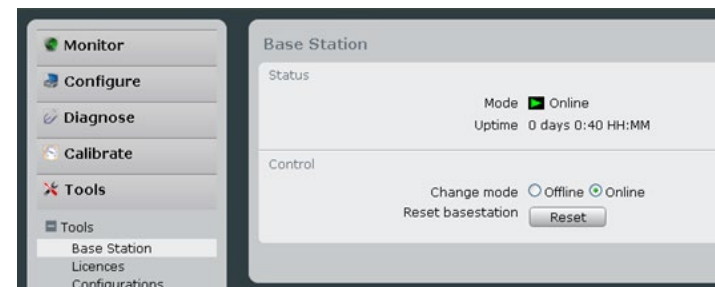 Monitor
Configure
Diagnose
Calibrate
Tools
Tools
Base Station
Licences
Configurations
Base Station
Status
Mode Online
Uptime 0 days 0:40 HH:MM
Control
Change mode Offline Online
Reset basestation Reset